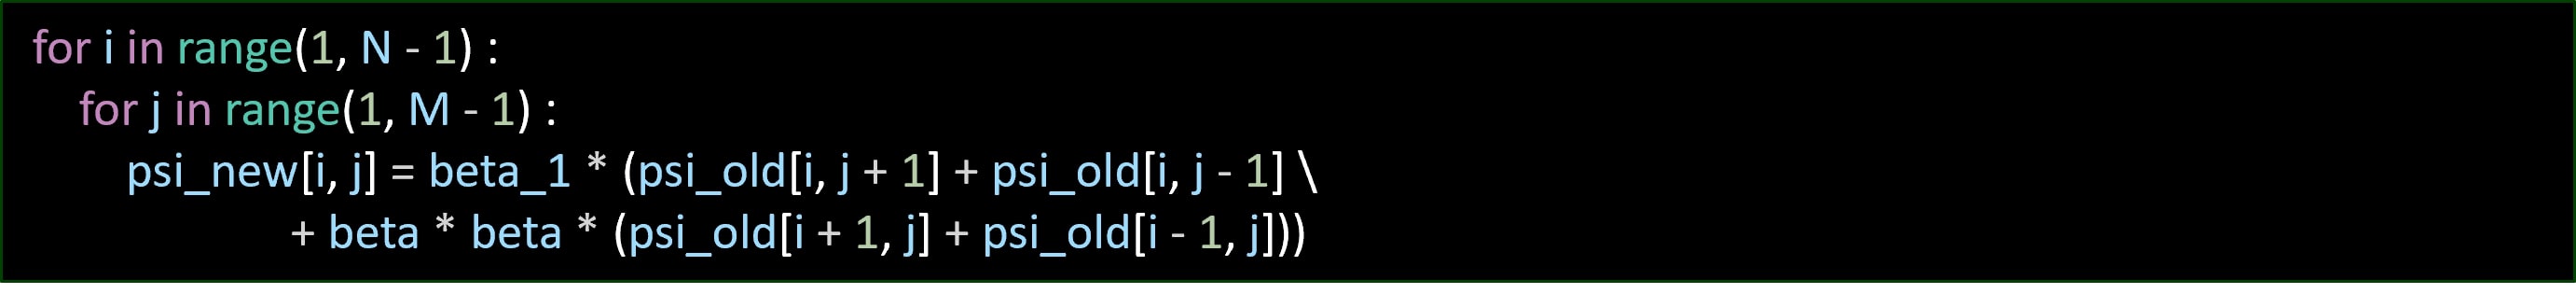 for i in range(1, N - 1) :
for j in range(1, M - 1) :
psi_new[i, j] = beta_1 * (psi_old[i, j + 1] + psi_old[i, j - 1] \
+ beta * beta * (psi_old[i + 1, j] + psi_old[i - 1, j]))